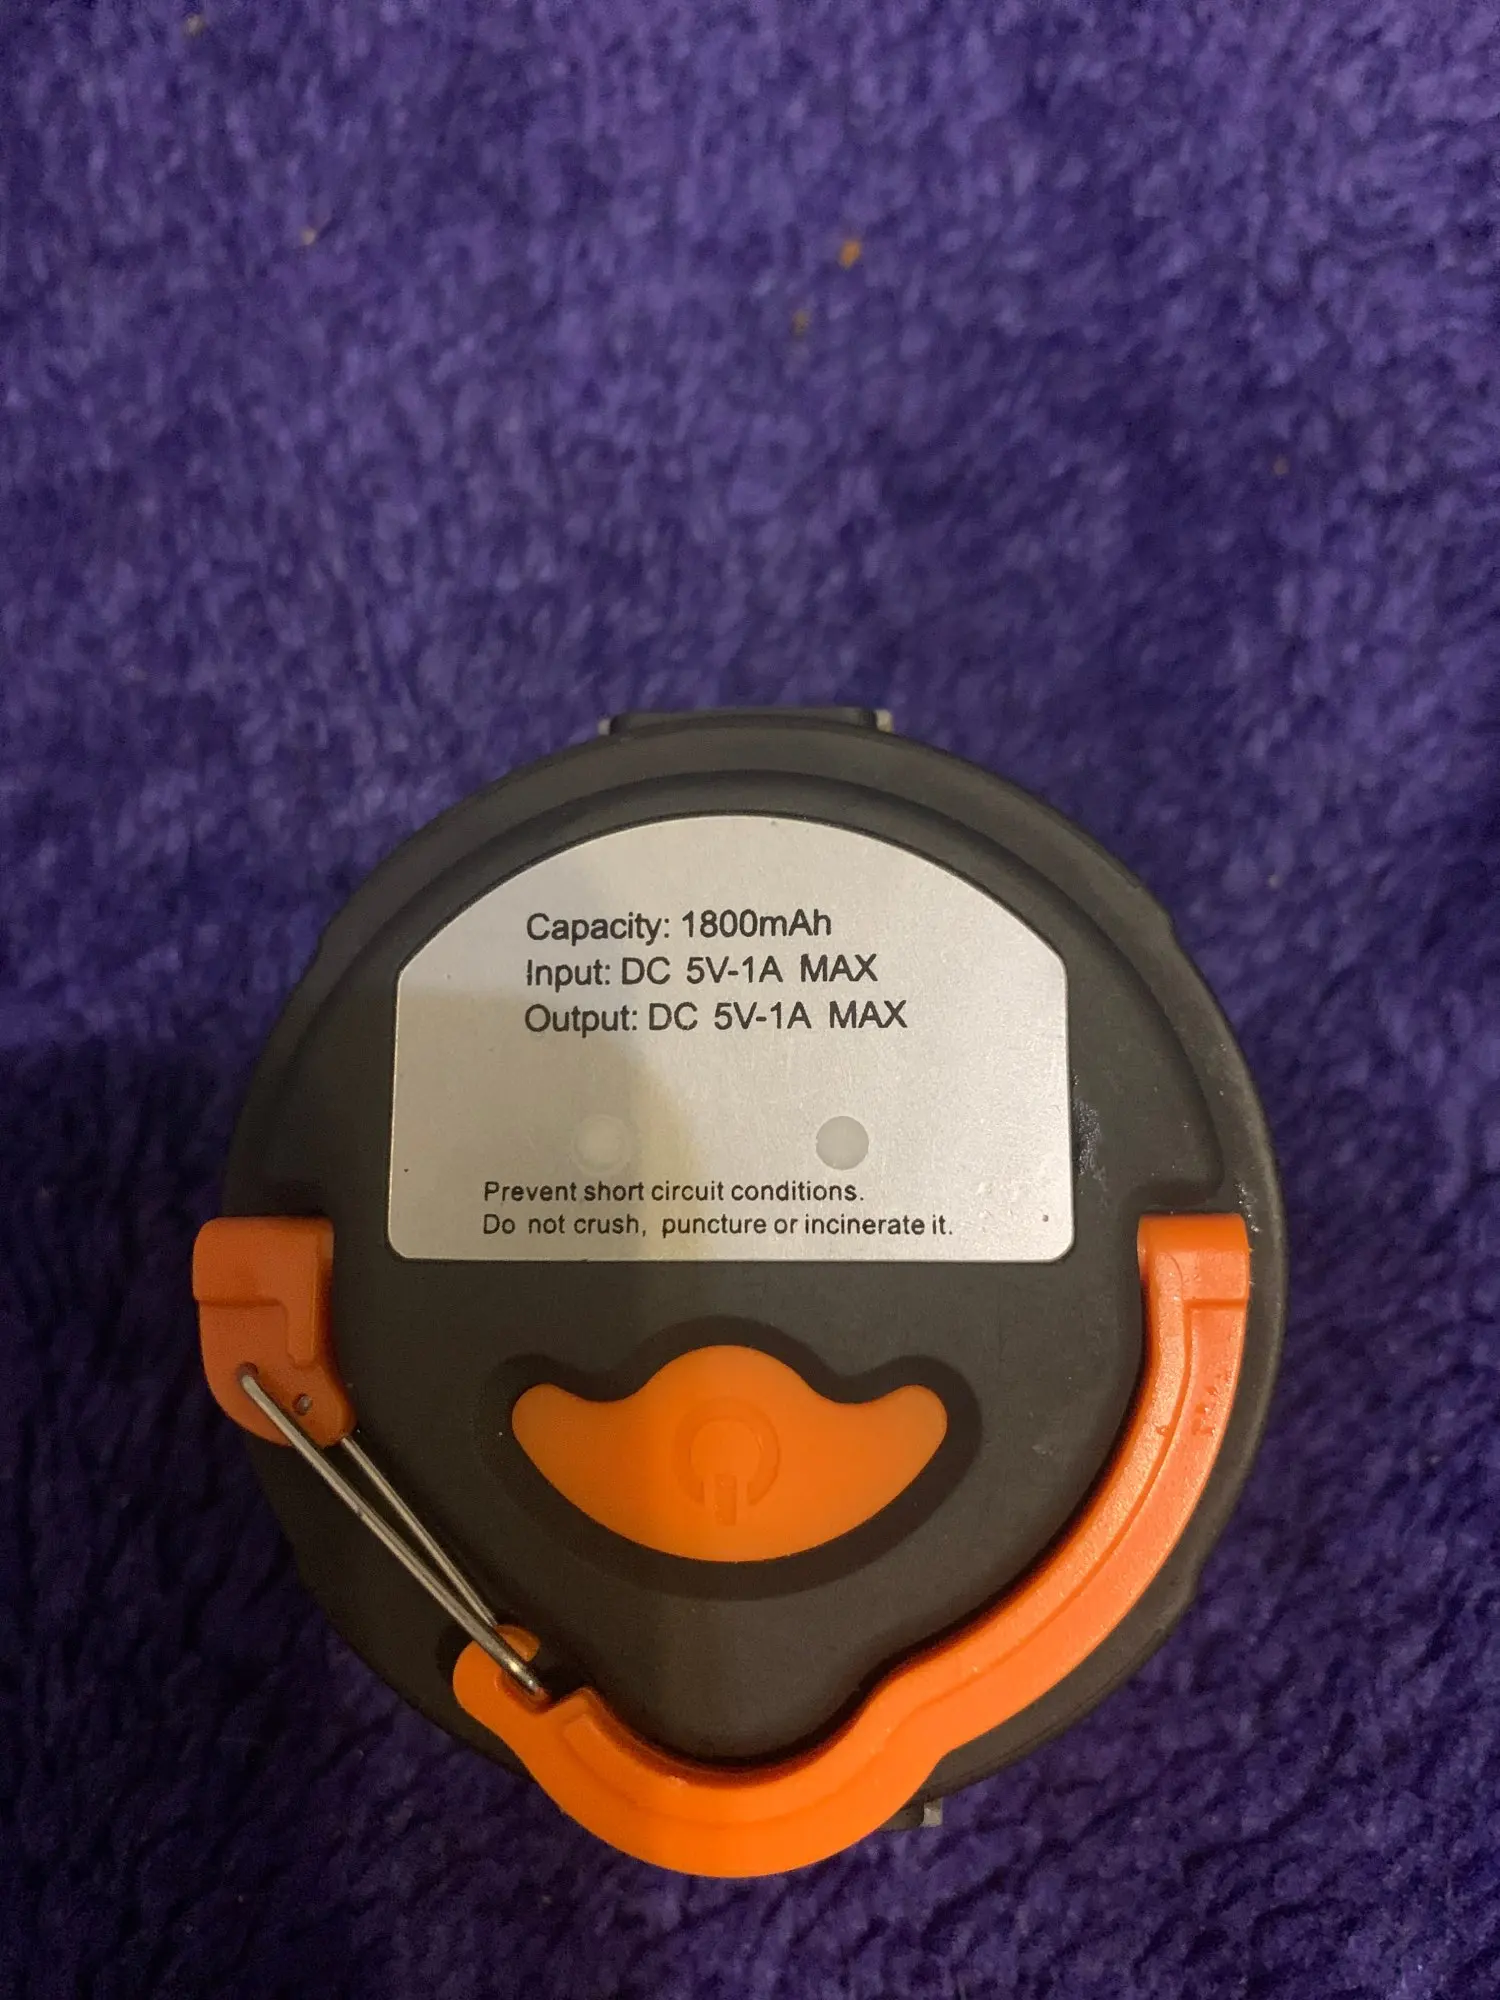 Capacity: 1800mAh
Input: DC 5V-1A MAX
Output: DC 5V-1A MAX
Prevent short circuit conditions.
Do not crush, puncture or incinerate it.